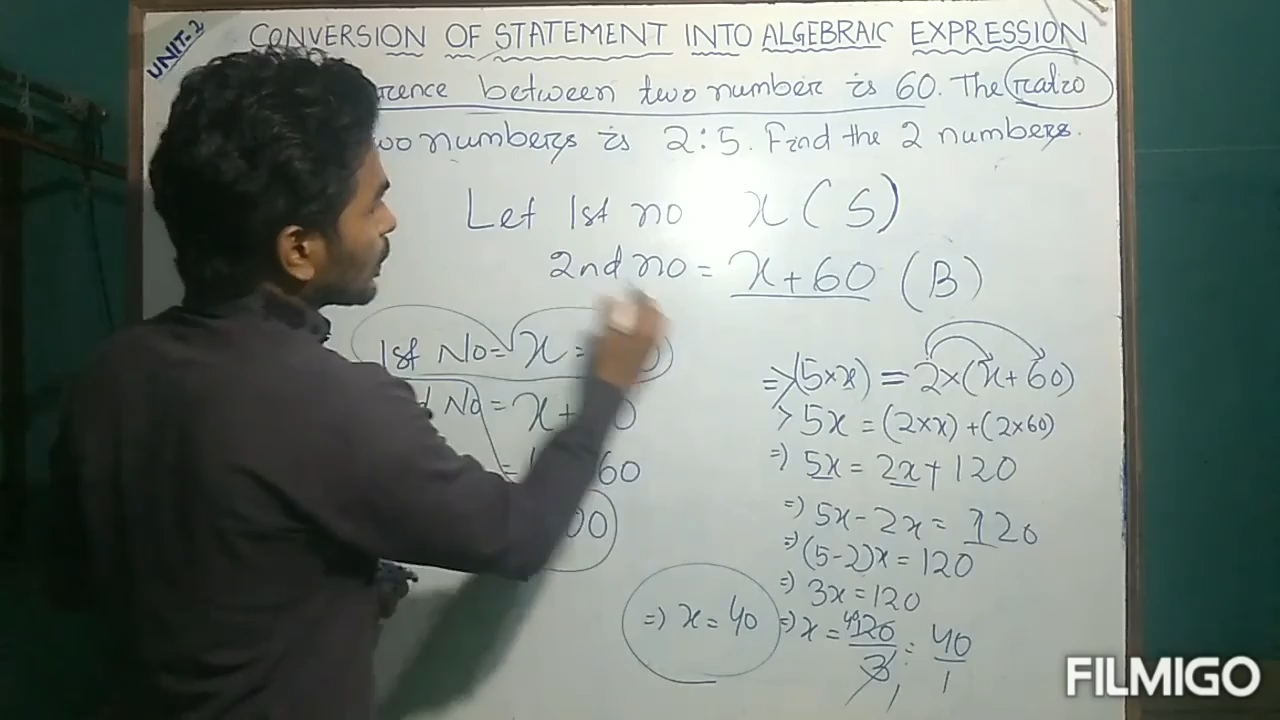 UNIT-2
CONVERSION OF STATEMENT INTO ALGEBRAIC EXPRESSION
rence between two number is 60. The ratio
wo numbers is 2:5. Find the 2 numbers.
Let 1st no x (S)
2nd no = x+60 (B)
1st No = x =
No = x+
60
00
=> (5×x) = 2×(x+60)
> 5x = (2×x) + (2×60)
=) 5x = 2x + 120
=) 5x - 2x = 120
=) (5-2)x = 120
=) 3x = 120
=) x = 120/3 = 40/1
=) x = 40
FILMIGO